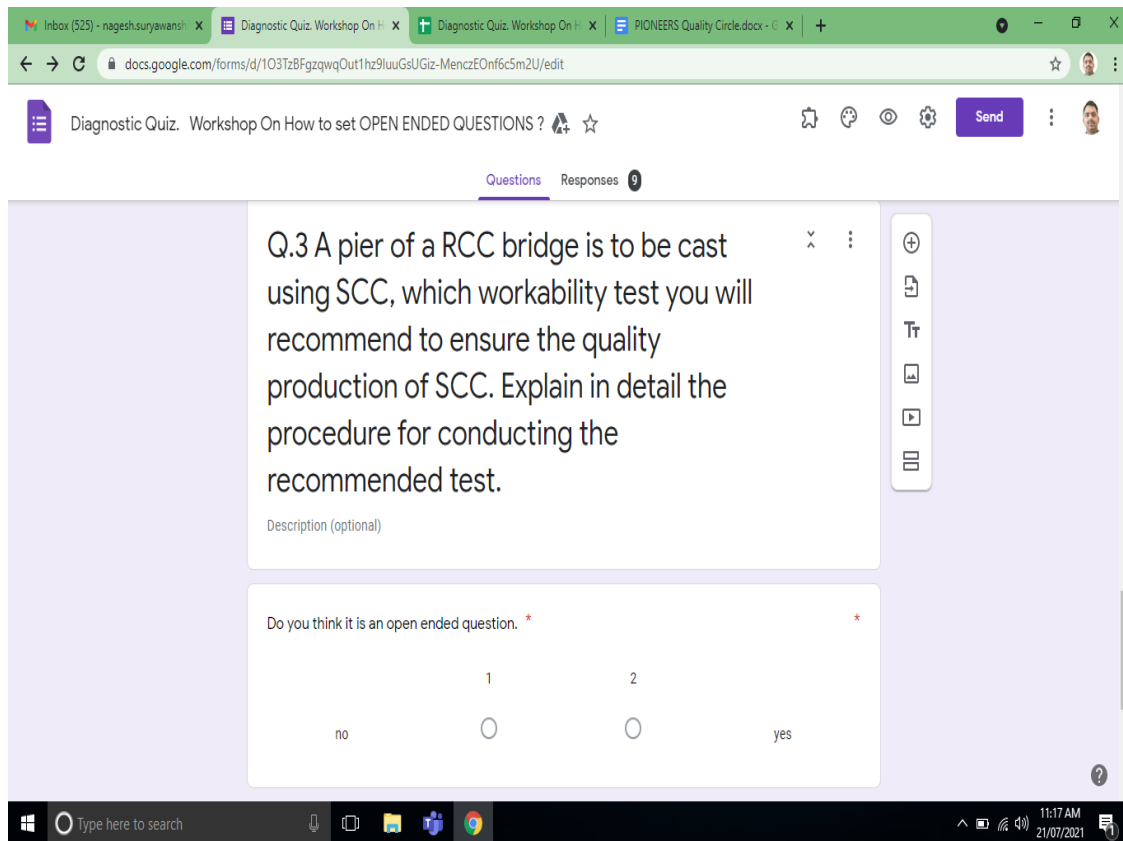 Inbox (525) - nagesh.suryawansh
Diagnostic Quiz. Workshop On H
Diagnostic Quiz. Workshop On H
PIONEERS Quality Circle.docx - G
docs.google.com/forms/d/1O3TzBFgzqwqOut1hz9IuuGsUGiz-MenczEOnf6c5m2U/edit
Diagnostic Quiz. Workshop On How to set OPEN ENDED QUESTIONS ?
Send
Questions Responses 9
Q.3 A pier of a RCC bridge is to be cast
using SCC, which workability test you will
recommend to ensure the quality
production of SCC. Explain in detail the
procedure for conducting the
recommended test.
Description (optional)
Do you think it is an open ended question. * *
1 2
no yes
Type here to search
11:17 AM
21/07/2021
1